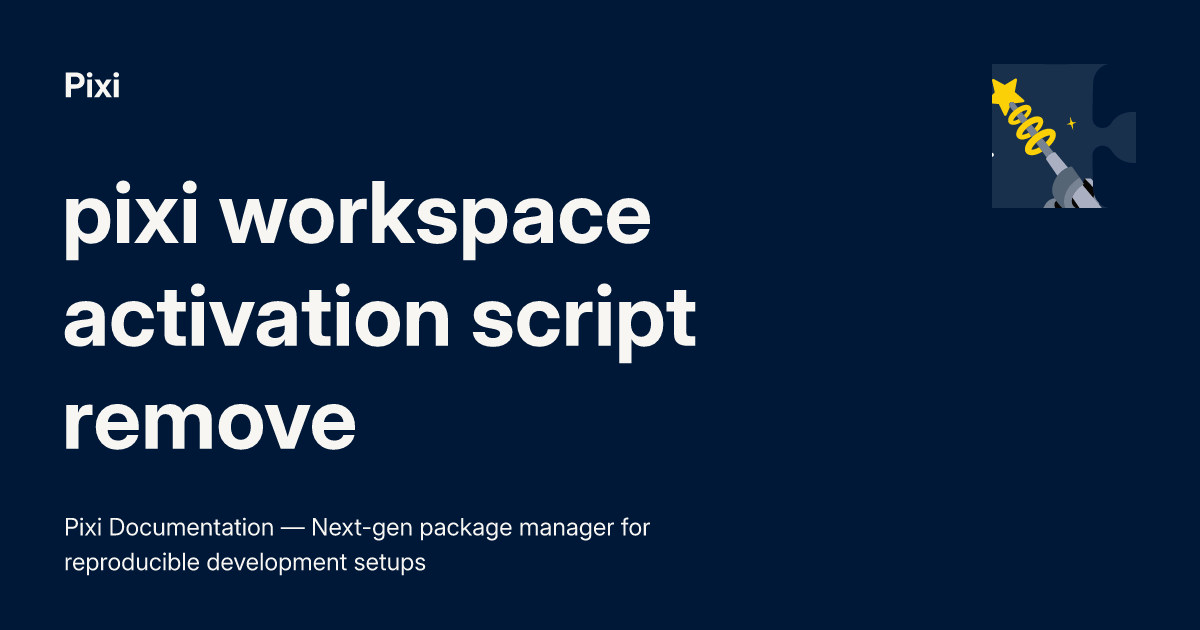 Pixi
pixi workspace
activation script
remove
Pixi Documentation — Next-gen package manager for
reproducible development setups